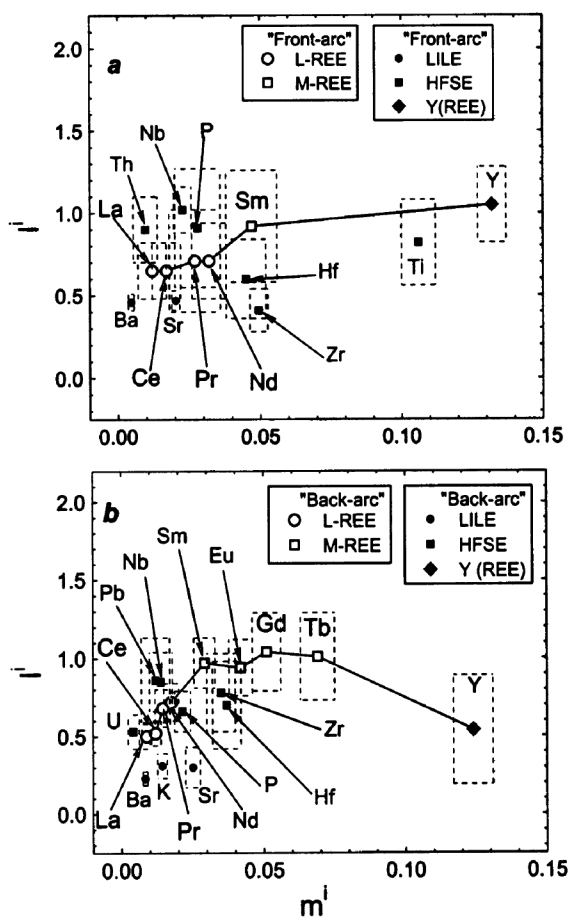 a
"Front-arc"
L-REE
M-REE
"Front-arc"
LILE
HFSE
Y(REE)
2.0
1.5
1.0
0.5
0.0
Iⁱ
Nb
P
Th
La
Sm
Y
Ti
Hf
Ba
Sr
Zr
Ce
Pr
Nd
0.00
0.05
0.10
0.15
b
"Back-arc"
L-REE
M-REE
"Back-arc"
LILE
HFSE
Y (REE)
2.0
1.5
1.0
0.5
0.0
Iⁱ
Sm
Eu
Nb
Pb
Ce
Gd
Tb
Y
U
Zr
Ba
K
Sr
P
Hf
La
Pr
Nd
0.00
0.05
0.10
0.15
mⁱ